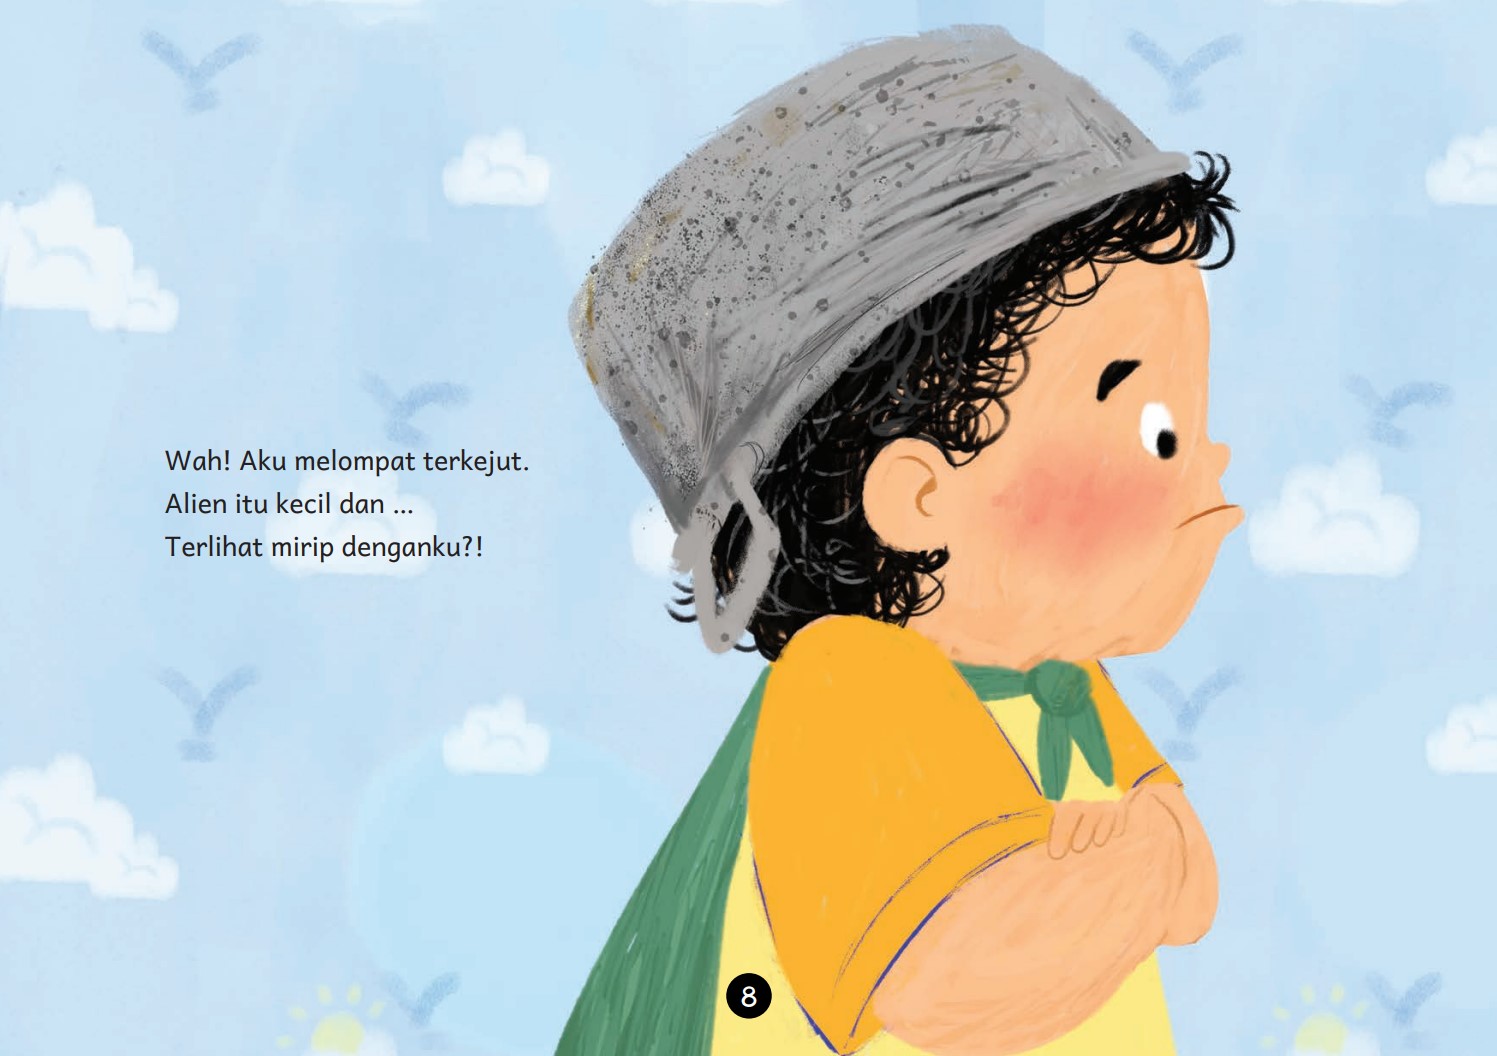 Wah! Aku melompat terkejut.
Alien itu kecil dan ...
Terlihat mirip denganku?!
8